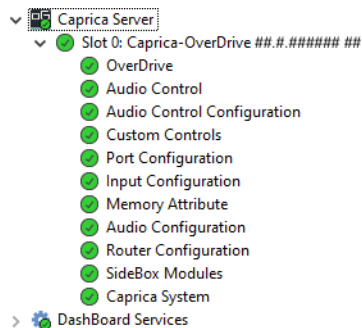 Caprica Server
Slot 0: Caprica-OverDrive ##.#.###### ##
OverDrive
Audio Control
Audio Control Configuration
Custom Controls
Port Configuration
Input Configuration
Memory Attribute
Audio Configuration
Router Configuration
SideBox Modules
Caprica System
DashBoard Services